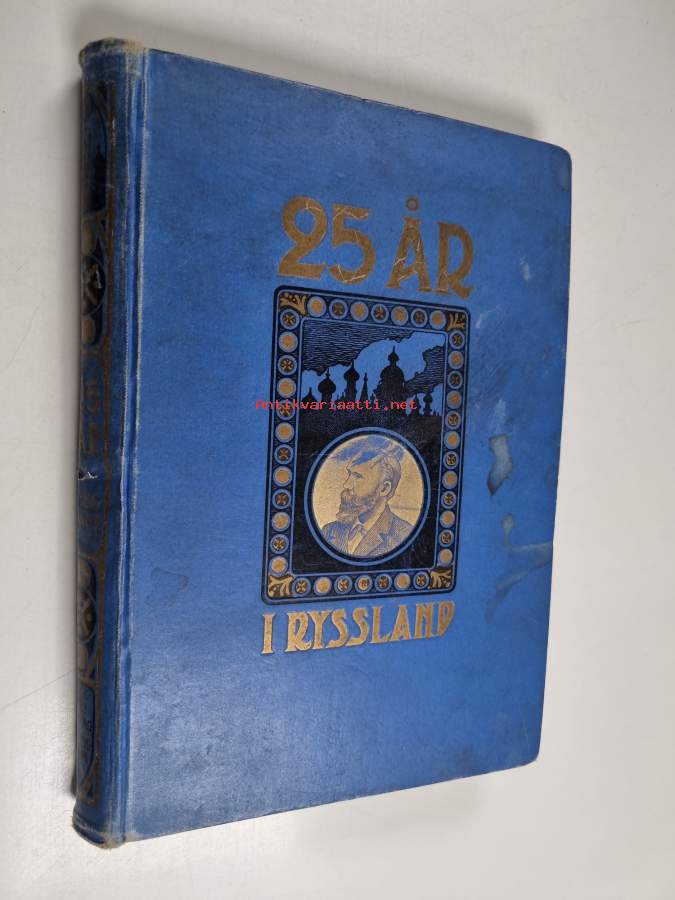 25 ÅR
Antikvariaatti.net
I RYSSLAND